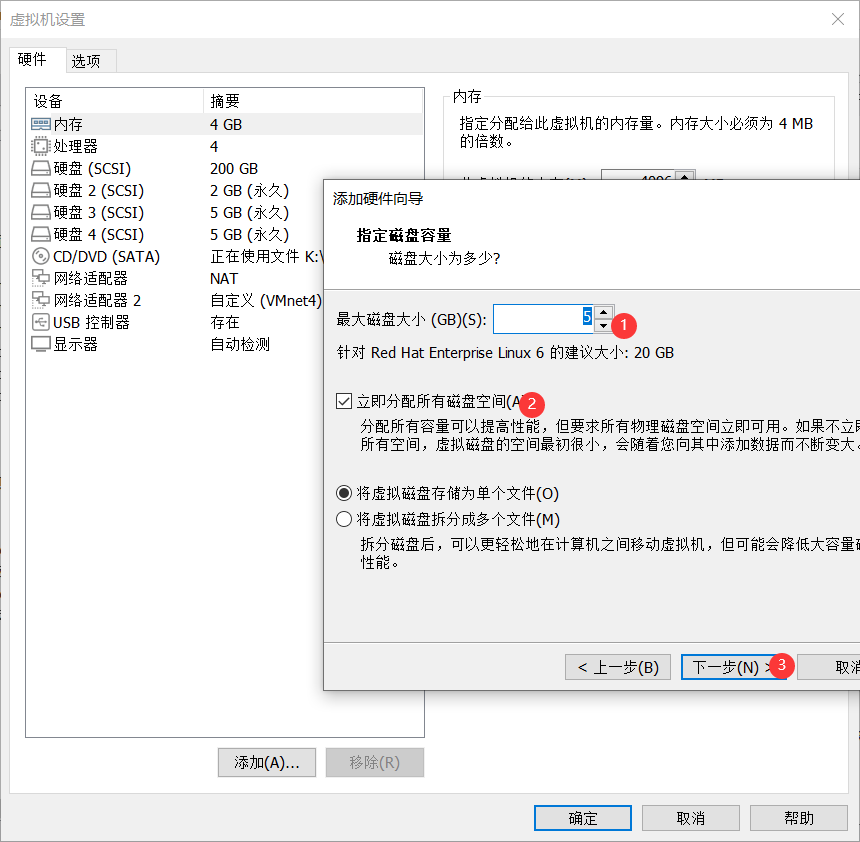 虚拟机设置
硬件
选项
设备 摘要
内存 4 GB
处理器 4
硬盘 (SCSI) 200 GB
硬盘 2 (SCSI) 2 GB (永久)
硬盘 3 (SCSI) 5 GB (永久)
硬盘 4 (SCSI) 5 GB (永久)
CD/DVD (SATA) 正在使用文件 K:\
网络适配器 NAT
网络适配器 2 自定义 (VMnet4)
USB 控制器 存在
显示器 自动检测
添加(A)...
移除(R)
内存
指定分配给此虚拟机的内存量。内存大小必须为 4 MB
的倍数。
添加硬件向导
指定磁盘容量
磁盘大小为多少?
最大磁盘大小 (GB)(S): 5
1
针对 Red Hat Enterprise Linux 6 的建议大小: 20 GB
立即分配所有磁盘空间(A
2
分配所有容量可以提高性能，但要求所有物理磁盘空间立即可用。如果不立
所有空间，虚拟磁盘的空间最初很小，会随着您向其中添加数据而不断变大。
将虚拟磁盘存储为单个文件(O)
将虚拟磁盘拆分成多个文件(M)
拆分磁盘后，可以更轻松地在计算机之间移动虚拟机，但可能会降低大容量
性能。
< 上一步(B)
下一步(N) >
3
取消
确定
取消
帮助